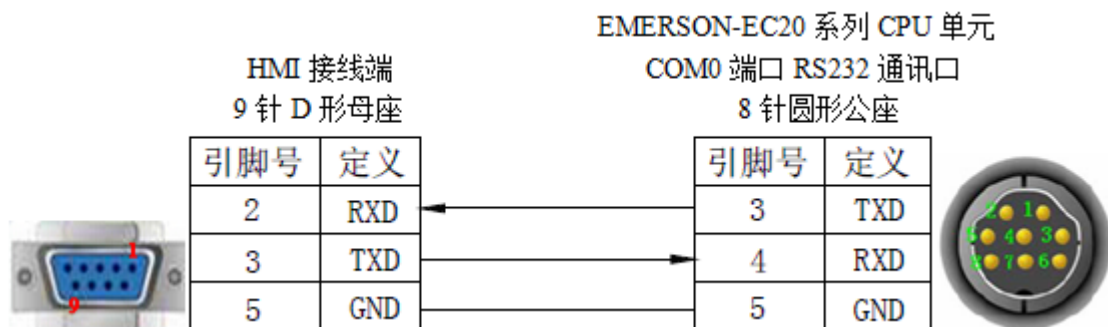 EMERSON-EC20 系列 CPU 单元
HMI 接线端
COM0 端口 RS232 通讯口
9 针 D 形母座
8 针圆形公座
引脚号 定义 引脚号 定义
2 RXD 3 TXD
3 TXD 4 RXD
5 GND 5 GND
1
9
2 1
5 4 3
8 7 6